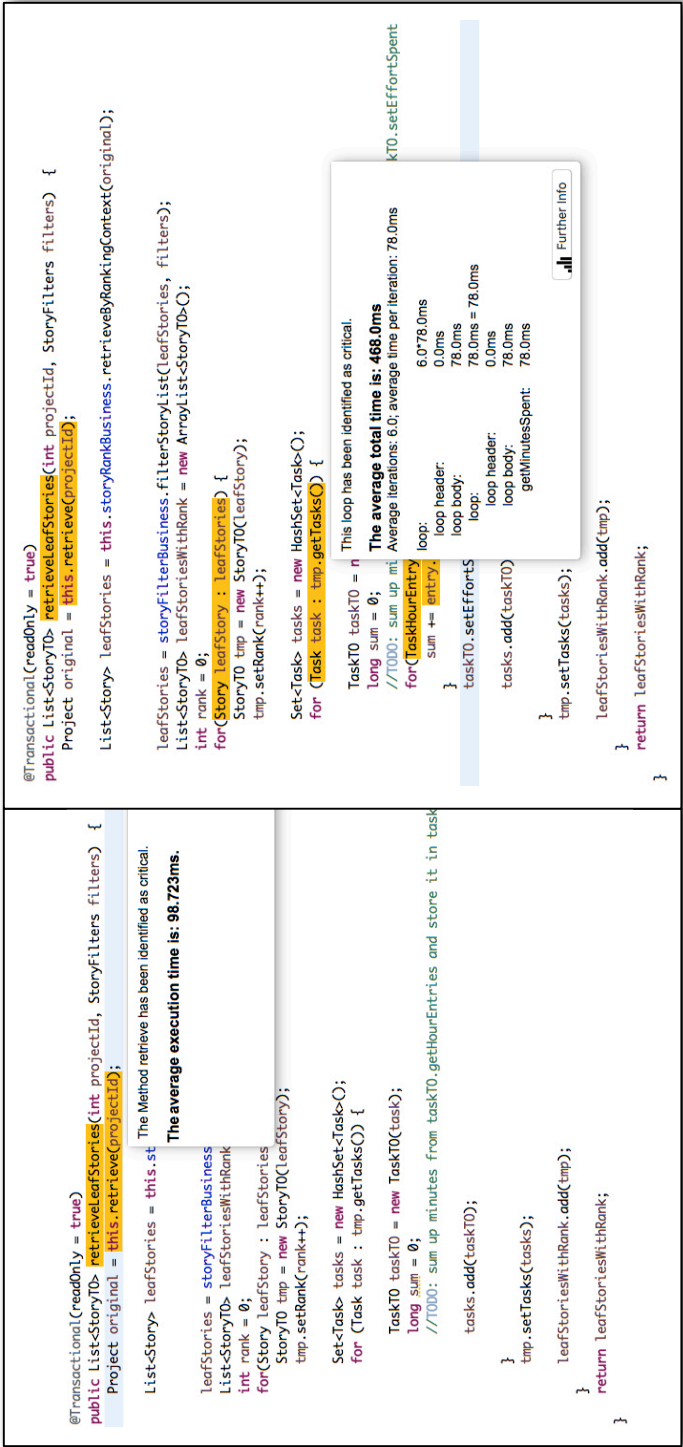 @Transactional(readOnly = true)
public List<StoryTO> retrieveLeafStories(int projectId, StoryFilters filters) {
Project original = this.retrieve(projectId);
The Method retrieve has been identified as critical.
The average execution time is: 98.723ms.
List<Story> leafStories = this.st
leafStories = storyFilterBusiness
List<StoryTO> leafStoriesWithRank
int rank = 0;
for(Story leafStory : leafStories
StoryTO tmp = new StoryTO(leafStory);
tmp.setRank(rank++);
Set<Task> tasks = new HashSet<Task>();
for (Task task : tmp.getTasks()) {
TaskTO taskTO = new TaskTO(task);
long sum = 0;
//TODO: sum up minutes from taskTO.getHourEntries and store it in task
tasks.add(taskTO);
}
tmp.setTasks(tasks);
leafStoriesWithRank.add(tmp);
}
return leafStoriesWithRank;
}
@Transactional(readOnly = true)
public List<StoryTO> retrieveLeafStories(int projectId, StoryFilters filters) {
Project original = this.retrieve(projectId);
List<Story> leafStories = this.storyRankBusiness.retrieveByRankingContext(original);
leafStories = storyFilterBusiness.filterStoryList(leafStories, filters);
List<StoryTO> leafStoriesWithRank = new ArrayList<StoryTO>();
int rank = 0;
for(Story leafStory : leafStories) {
StoryTO tmp = new StoryTO(leafStory);
tmp.setRank(rank++);
Set<Task> tasks = new HashSet<Task>();
for (Task task : tmp.getTasks()) {
TaskTO taskTO = n
long sum = 0;
//TODO: sum up mi kTO.setEffortSpent
for(TaskHourEntry
sum += entry.
}
taskTO.setEffortS
tasks.add(taskTO)
}
tmp.setTasks(tasks);
leafStoriesWithRank.add(tmp);
}
return leafStoriesWithRank;
}
This loop has been identified as critical.
The average total time is: 468.0ms
Average iterations: 6.0; average time per iteration: 78.0ms
loop: 6.0*78.0ms
loop header: 0.0ms
loop body: 78.0ms
loop: 78.0ms = 78.0ms
loop header: 0.0ms
loop body: 78.0ms
getMinutesSpent: 78.0ms
Further Info